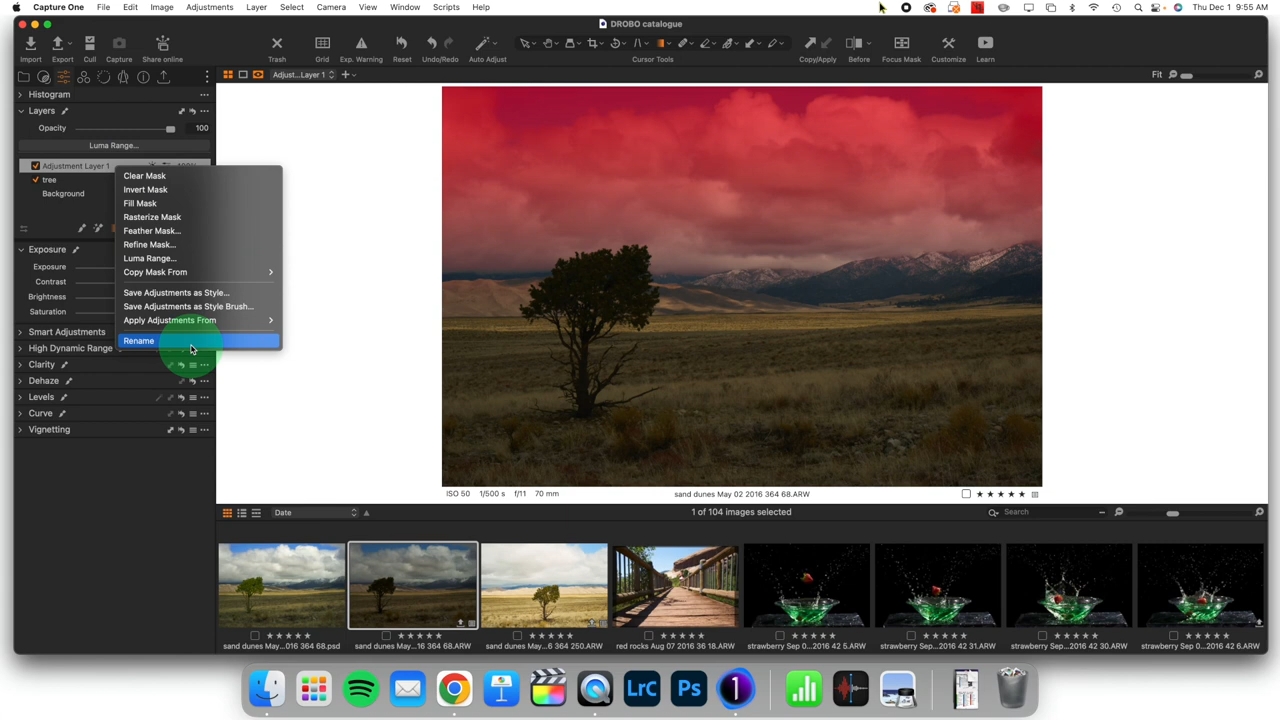 Capture One File Edit Image Adjustments Layer Select Camera View Window Scripts Help Thu Dec 1 9:55 AM
DROBO catalogue
Import Export Cull Capture Share online Trash Grid Exp. Warning Reset Undo/Redo Auto Adjust Cursor Tools Copy/Apply Before Focus Mask Customize Learn
Adjust...Layer 1 Fit
Histogram
Layers
Opacity 100
Luma Range...
Adjustment Layer 1
tree
Background
Clear Mask
Invert Mask
Fill Mask
Rasterize Mask
Feather Mask...
Refine Mask...
Luma Range...
Copy Mask From
Save Adjustments as Style...
Save Adjustments as Style Brush...
Apply Adjustments From
Rename
Exposure
Exposure
Contrast
Brightness
Saturation
Smart Adjustments
High Dynamic Range
Clarity
Dehaze
Levels
Curve
Vignetting
ISO 50 1/500 s f/11 70 mm sand dunes May 02 2016 364 68.ARW
Date 1 of 104 images selected Search
sand dunes May...016 364 68.psd
sand dunes May...16 364 68.ARW
sand dunes May...6 364 250.ARW
red rocks Aug 07 2016 36 18.ARW
strawberry Sep 0...2016 42 5.ARW
strawberry Sep...2016 42 31.ARW
strawberry Sep...2016 42 30.ARW
strawberry Sep 0...2016 42 6.ARW
LrC Ps 1